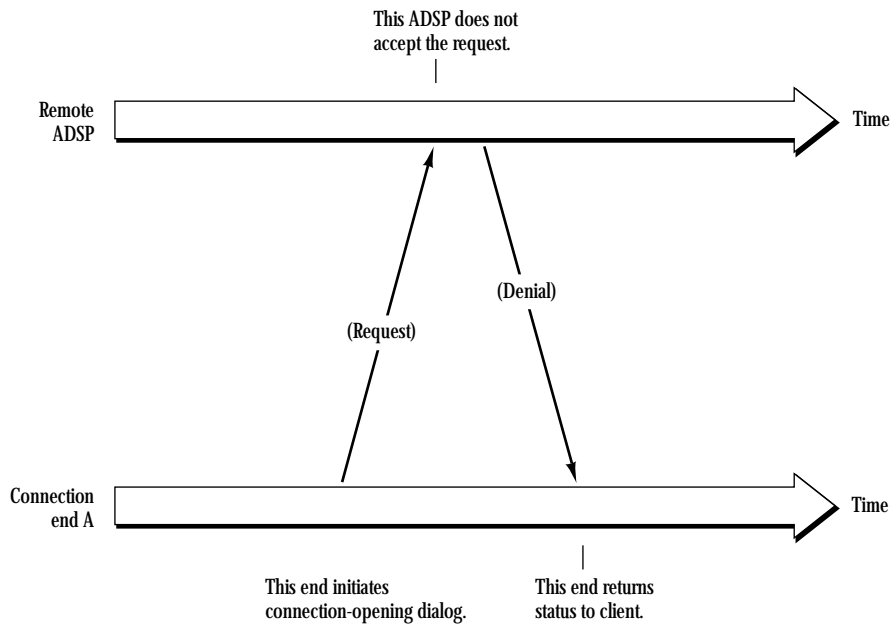 This ADSP does not
accept the request.
Remote
ADSP
Time
(Denial)
(Request)
Connection
end A
Time
This end initiates
connection-opening dialog.
This end returns
status to client.